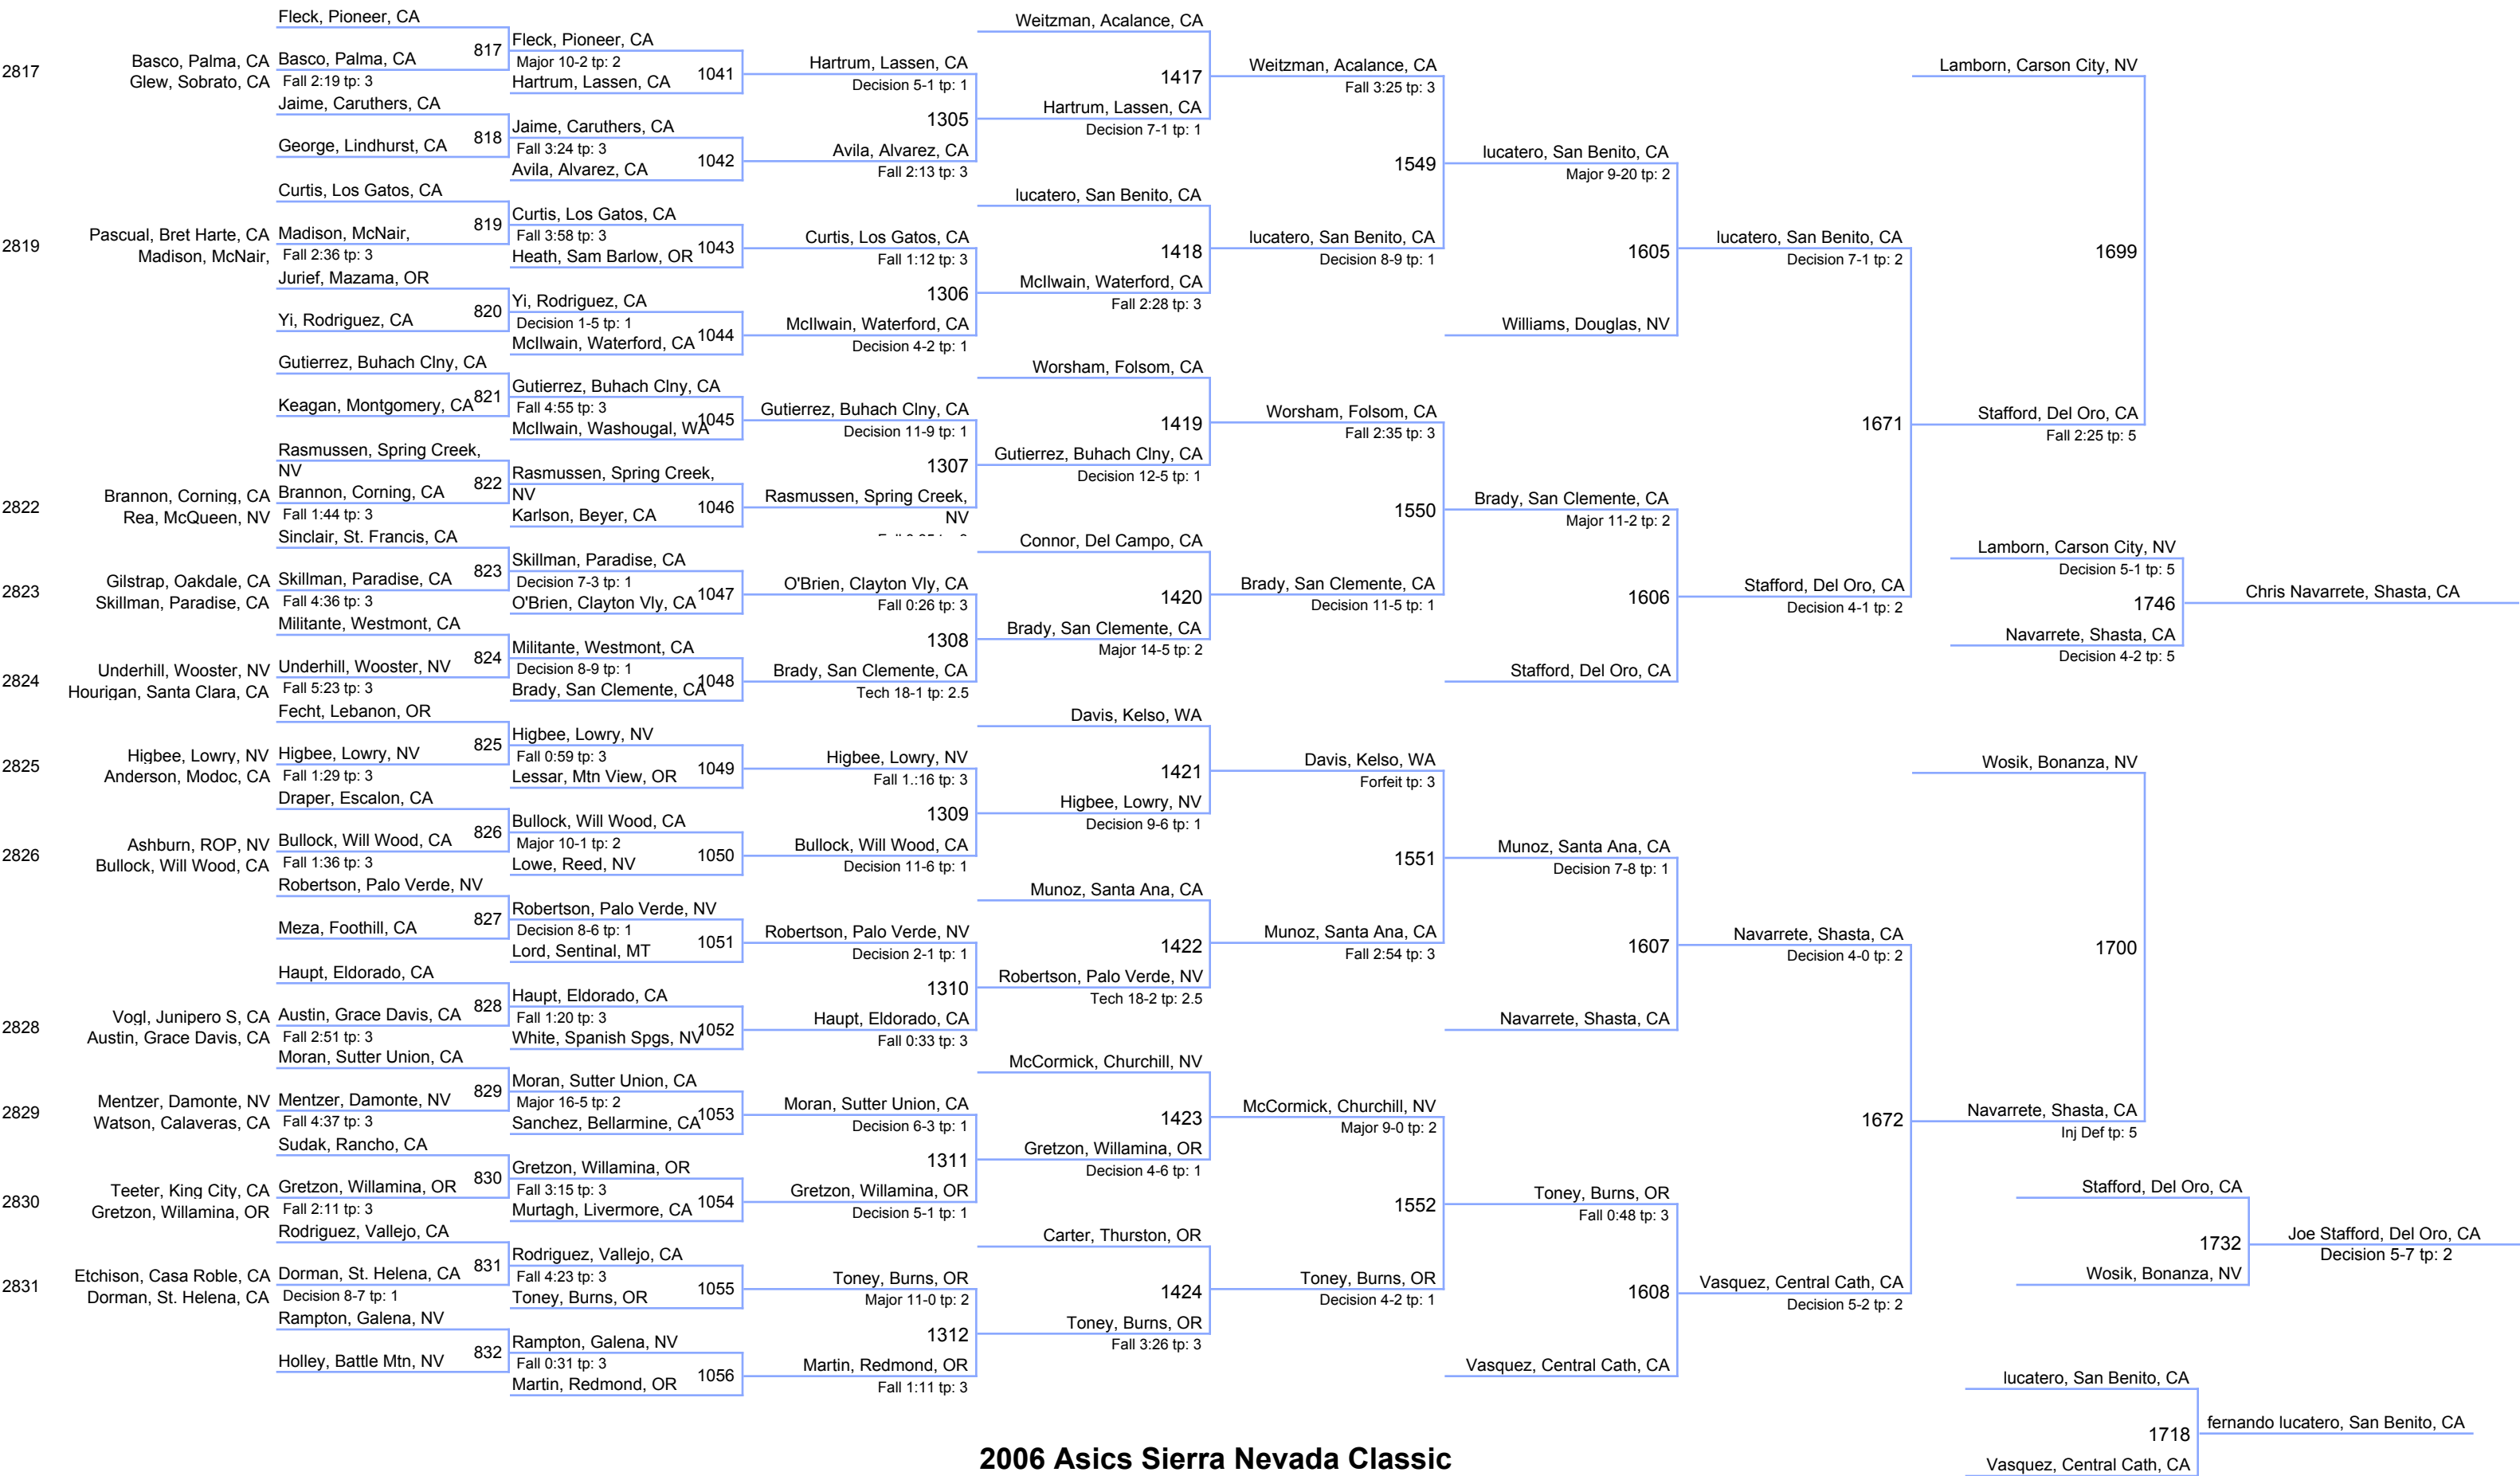 2817
Basco, Palma, CA
Glew, Sobrato, CA
2819
Pascual, Bret Harte, CA
Madison, McNair,
2822
Brannon, Corning, CA
Rea, McQueen, NV
2823
Gilstrap, Oakdale, CA
Skillman, Paradise, CA
2824
Underhill, Wooster, NV
Hourigan, Santa Clara, CA
2825
Higbee, Lowry, NV
Anderson, Modoc, CA
2826
Ashburn, ROP, NV
Bullock, Will Wood, CA
2828
Vogl, Junipero S, CA
Austin, Grace Davis, CA
2829
Mentzer, Damonte, NV
Watson, Calaveras, CA
2830
Teeter, King City, CA
Gretzon, Willamina, OR
2831
Etchison, Casa Roble, CA
Dorman, St. Helena, CA
Fleck, Pioneer, CA
817
Basco, Palma, CA
Fall 2:19 tp: 3
Jaime, Caruthers, CA
818
George, Lindhurst, CA
Curtis, Los Gatos, CA
819
Madison, McNair,
Fall 2:36 tp: 3
Jurief, Mazama, OR
820
Yi, Rodriguez, CA
Gutierrez, Buhach Clny, CA
821
Keagan, Montgomery, CA
Rasmussen, Spring Creek,
NV
822
Brannon, Corning, CA
Fall 1:44 tp: 3
Sinclair, St. Francis, CA
823
Skillman, Paradise, CA
Fall 4:36 tp: 3
Militante, Westmont, CA
824
Underhill, Wooster, NV
Fall 5:23 tp: 3
Fecht, Lebanon, OR
825
Higbee, Lowry, NV
Fall 1:29 tp: 3
Draper, Escalon, CA
826
Bullock, Will Wood, CA
Fall 1:36 tp: 3
Robertson, Palo Verde, NV
827
Meza, Foothill, CA
Haupt, Eldorado, CA
828
Austin, Grace Davis, CA
Fall 2:51 tp: 3
Moran, Sutter Union, CA
829
Mentzer, Damonte, NV
Fall 4:37 tp: 3
Sudak, Rancho, CA
830
Gretzon, Willamina, OR
Fall 2:11 tp: 3
Rodriguez, Vallejo, CA
831
Dorman, St. Helena, CA
Decision 8-7 tp: 1
Rampton, Galena, NV
832
Holley, Battle Mtn, NV
Fleck, Pioneer, CA
Major 10-2 tp: 2
1041
Hartrum, Lassen, CA
Jaime, Caruthers, CA
Fall 3:24 tp: 3
1042
Avila, Alvarez, CA
Curtis, Los Gatos, CA
Fall 3:58 tp: 3
1043
Heath, Sam Barlow, OR
Yi, Rodriguez, CA
Decision 1-5 tp: 1
1044
McIlwain, Waterford, CA
Gutierrez, Buhach Clny, CA
Fall 4:55 tp: 3
1045
McIlwain, Washougal, WA
Rasmussen, Spring Creek,
NV
1046
Karlson, Beyer, CA
Skillman, Paradise, CA
Decision 7-3 tp: 1
1047
O'Brien, Clayton Vly, CA
Militante, Westmont, CA
Decision 8-9 tp: 1
1048
Brady, San Clemente, CA
Higbee, Lowry, NV
Fall 0:59 tp: 3
1049
Lessar, Mtn View, OR
Bullock, Will Wood, CA
Major 10-1 tp: 2
1050
Lowe, Reed, NV
Robertson, Palo Verde, NV
Decision 8-6 tp: 1
1051
Lord, Sentinal, MT
Haupt, Eldorado, CA
Fall 1:20 tp: 3
1052
White, Spanish Spgs, NV
Moran, Sutter Union, CA
Major 16-5 tp: 2
1053
Sanchez, Bellarmine, CA
Gretzon, Willamina, OR
Fall 3:15 tp: 3
1054
Murtagh, Livermore, CA
Rodriguez, Vallejo, CA
Fall 4:23 tp: 3
1055
Toney, Burns, OR
Rampton, Galena, NV
Fall 0:31 tp: 3
1056
Martin, Redmond, OR
Hartrum, Lassen, CA
Decision 5-1 tp: 1
1305
Avila, Alvarez, CA
Fall 2:13 tp: 3
Curtis, Los Gatos, CA
Fall 1:12 tp: 3
1306
McIlwain, Waterford, CA
Decision 4-2 tp: 1
Gutierrez, Buhach Clny, CA
Decision 11-9 tp: 1
1307
Rasmussen, Spring Creek,
NV
O'Brien, Clayton Vly, CA
Fall 0:26 tp: 3
1308
Brady, San Clemente, CA
Tech 18-1 tp: 2.5
Higbee, Lowry, NV
Fall 1.:16 tp: 3
1309
Bullock, Will Wood, CA
Decision 11-6 tp: 1
Robertson, Palo Verde, NV
Decision 2-1 tp: 1
1310
Haupt, Eldorado, CA
Fall 0:33 tp: 3
Moran, Sutter Union, CA
Decision 6-3 tp: 1
1311
Gretzon, Willamina, OR
Decision 5-1 tp: 1
Toney, Burns, OR
Major 11-0 tp: 2
1312
Martin, Redmond, OR
Fall 1:11 tp: 3
Weitzman, Acalance, CA
1417
Hartrum, Lassen, CA
Decision 7-1 tp: 1
lucatero, San Benito, CA
1418
McIlwain, Waterford, CA
Fall 2:28 tp: 3
Worsham, Folsom, CA
1419
Gutierrez, Buhach Clny, CA
Decision 12-5 tp: 1
Connor, Del Campo, CA
1420
Brady, San Clemente, CA
Major 14-5 tp: 2
Davis, Kelso, WA
1421
Higbee, Lowry, NV
Decision 9-6 tp: 1
Munoz, Santa Ana, CA
1422
Robertson, Palo Verde, NV
Tech 18-2 tp: 2.5
McCormick, Churchill, NV
1423
Gretzon, Willamina, OR
Decision 4-6 tp: 1
Carter, Thurston, OR
1424
Toney, Burns, OR
Fall 3:26 tp: 3
Weitzman, Acalance, CA
Fall 3:25 tp: 3
1549
lucatero, San Benito, CA
Decision 8-9 tp: 1
Worsham, Folsom, CA
Fall 2:35 tp: 3
1550
Brady, San Clemente, CA
Decision 11-5 tp: 1
Davis, Kelso, WA
Forfeit tp: 3
1551
Munoz, Santa Ana, CA
Fall 2:54 tp: 3
McCormick, Churchill, NV
Major 9-0 tp: 2
1552
Toney, Burns, OR
Decision 4-2 tp: 1
lucatero, San Benito, CA
Major 9-20 tp: 2
1605
Williams, Douglas, NV
Brady, San Clemente, CA
Major 11-2 tp: 2
1606
Stafford, Del Oro, CA
Munoz, Santa Ana, CA
Decision 7-8 tp: 1
1607
Navarrete, Shasta, CA
Toney, Burns, OR
Fall 0:48 tp: 3
1608
Vasquez, Central Cath, CA
lucatero, San Benito, CA
Decision 7-1 tp: 2
1671
Stafford, Del Oro, CA
Decision 4-1 tp: 2
Navarrete, Shasta, CA
Decision 4-0 tp: 2
1672
Vasquez, Central Cath, CA
Decision 5-2 tp: 2
Lamborn, Carson City, NV
1699
Stafford, Del Oro, CA
Fall 2:25 tp: 5
Lamborn, Carson City, NV
Decision 5-1 tp: 5
1746
Chris Navarrete, Shasta, CA
Navarrete, Shasta, CA
Decision 4-2 tp: 5
Wosik, Bonanza, NV
1700
Navarrete, Shasta, CA
Inj Def tp: 5
Stafford, Del Oro, CA
1732
Joe Stafford, Del Oro, CA
Decision 5-7 tp: 2
Wosik, Bonanza, NV
lucatero, San Benito, CA
1718
fernando lucatero, San Benito, CA
Vasquez, Central Cath, CA
2006 Asics Sierra Nevada Classic